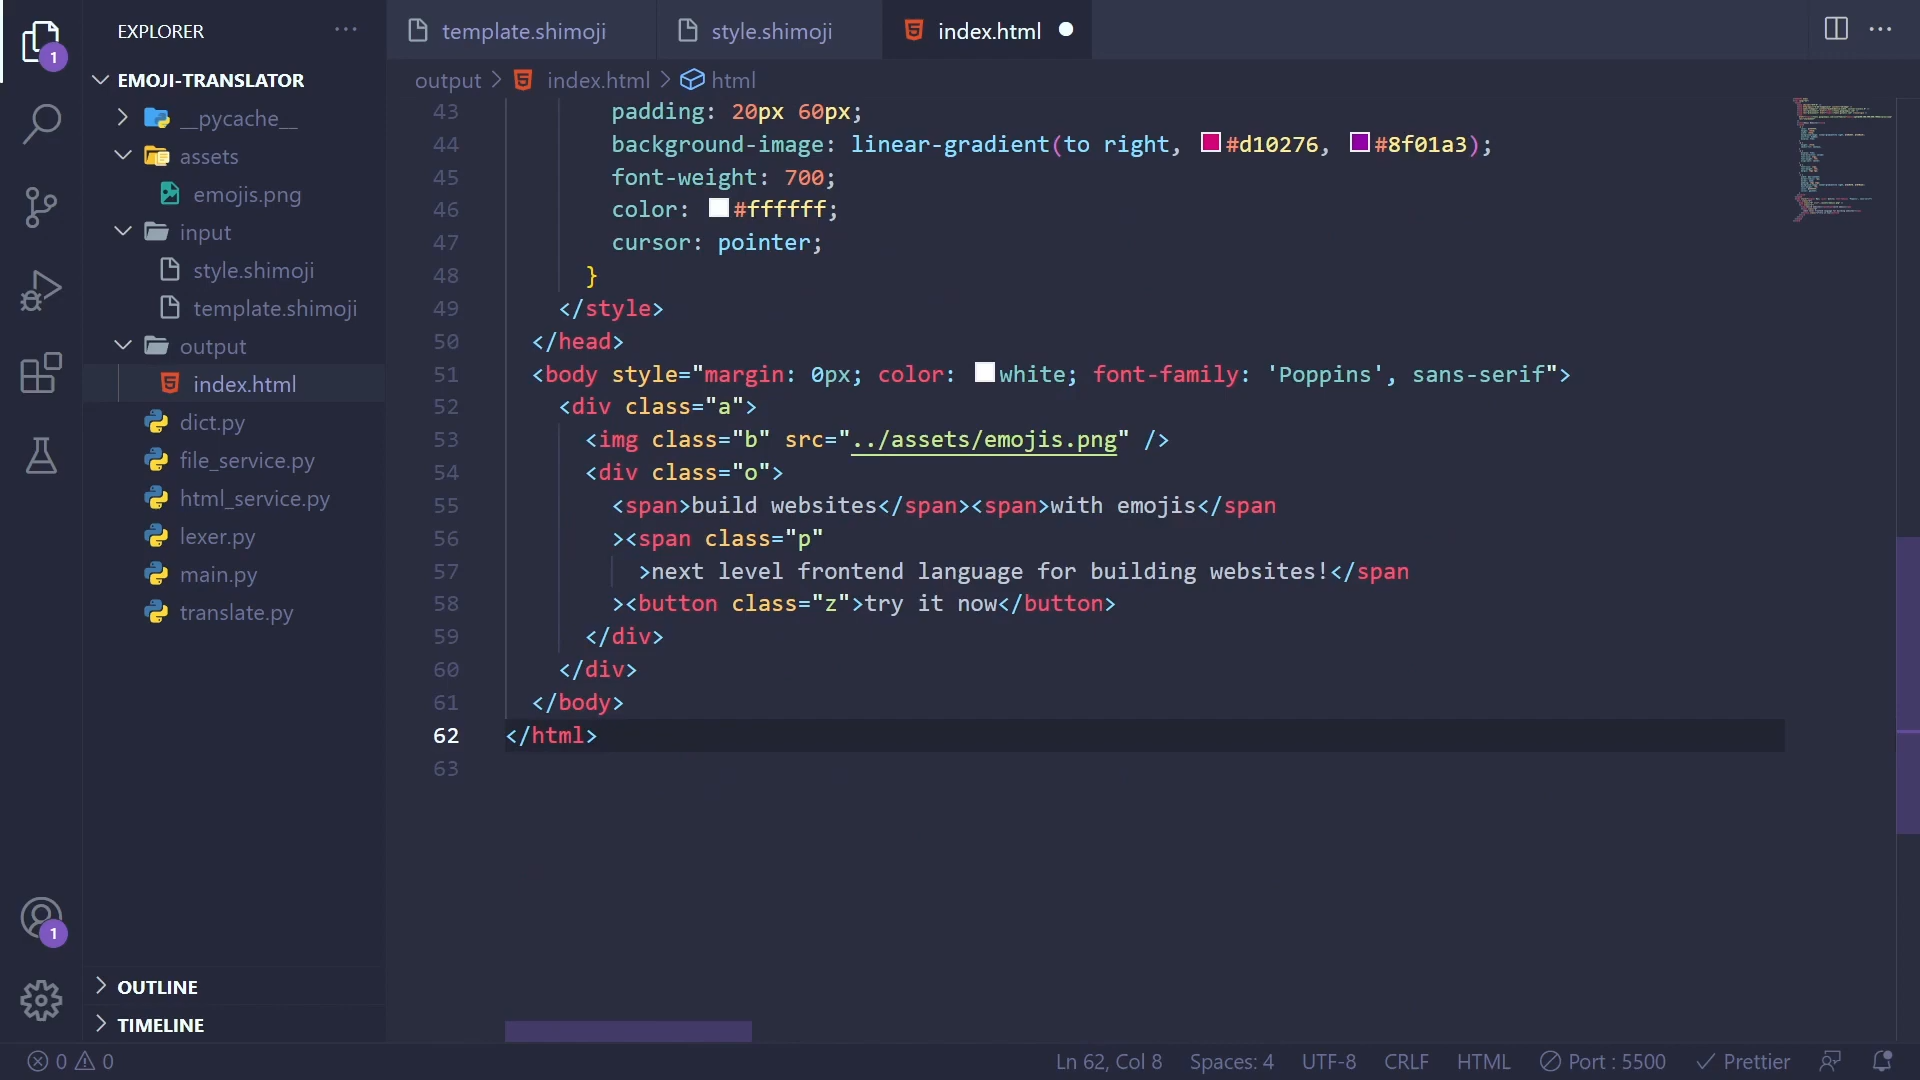 EXPLORER
EMOJI-TRANSLATOR
__pycache__
assets
emojis.png
input
style.shimoji
template.shimoji
output
index.html
dict.py
file_service.py
html_service.py
lexer.py
main.py
translate.py
OUTLINE
TIMELINE
1
1
template.shimoji
style.shimoji
index.html
output > index.html > html
43 padding: 20px 60px;
44 background-image: linear-gradient(to right, #d10276, #8f01a3);
45 font-weight: 700;
46 color: #ffffff;
47 cursor: pointer;
48 }
49 </style>
50 </head>
51 <body style="margin: 0px; color: white; font-family: 'Poppins', sans-serif">
52 <div class="a">
53 <img class="b" src="../assets/emojis.png" />
54 <div class="o">
55 <span>build websites</span><span>with emojis</span
56 ><span class="p"
57 >next level frontend language for building websites!</span
58 ><button class="z">try it now</button>
59 </div>
60 </div>
61 </body>
62 </html>
63
0 0
Ln 62, Col 8 Spaces: 4 UTF-8 CRLF HTML Port : 5500 Prettier